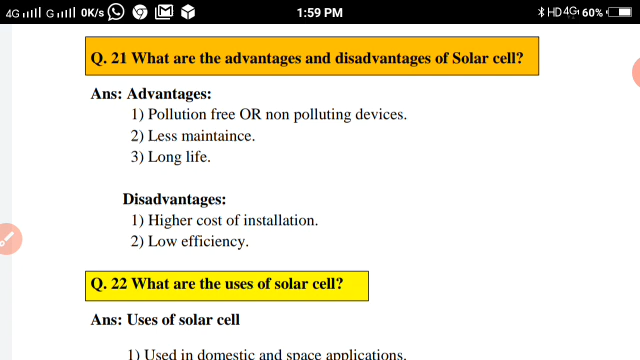 4G G 0K/s 1:59 PM HD 4G 60%
Q. 21 What are the advantages and disadvantages of Solar cell?
Ans: Advantages:
1) Pollution free OR non polluting devices.
2) Less maintaince.
3) Long life.
Disadvantages:
1) Higher cost of installation.
2) Low efficiency.
Q. 22 What are the uses of solar cell?
Ans: Uses of solar cell
1) Used in domestic and space applications.